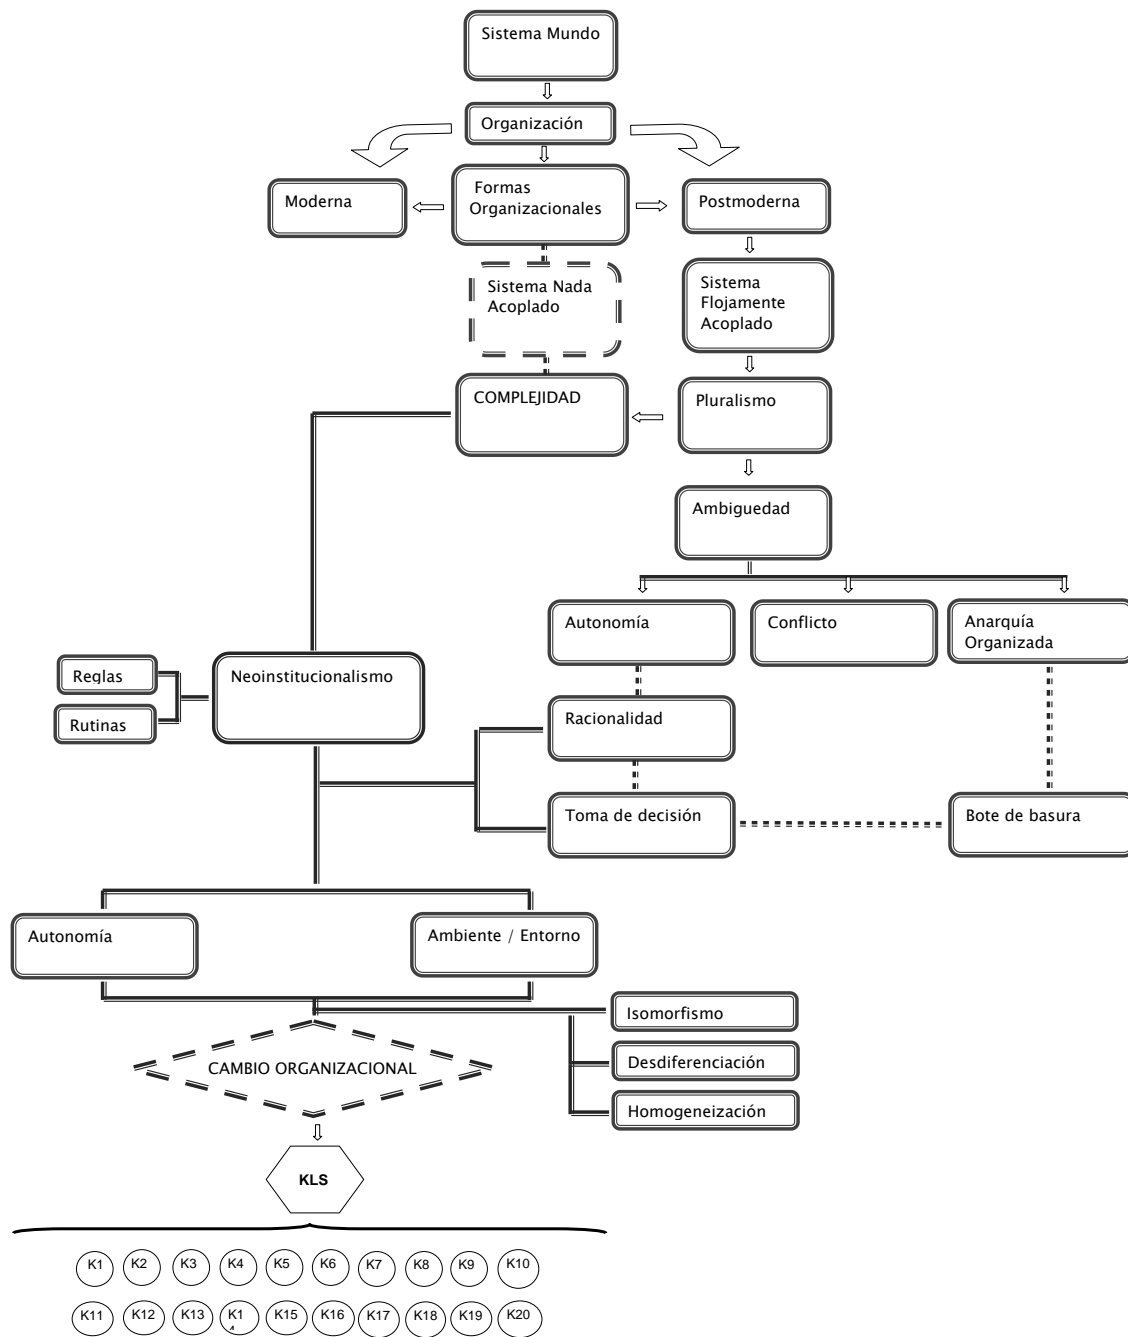 Sistema Mundo
Organización
Moderna
Formas
Organizacionales
Postmoderna
Sistema Nada
Acoplado
Sistema
Flojamente
Acoplado
COMPLEJIDAD
Pluralismo
Ambiguedad
Autonomía
Conflicto
Anarquía
Organizada
Reglas
Rutinas
Neoinstitucionalismo
Racionalidad
Toma de decisión
Bote de basura
Autonomía
Ambiente / Entorno
Isomorfismo
Desdiferenciación
Homogeneización
CAMBIO ORGANIZACIONAL
KLS
K1 K2 K3 K4 K5 K6 K7 K8 K9 K10
K11 K12 K13 K1
4
K15 K16 K17 K18 K19 K20